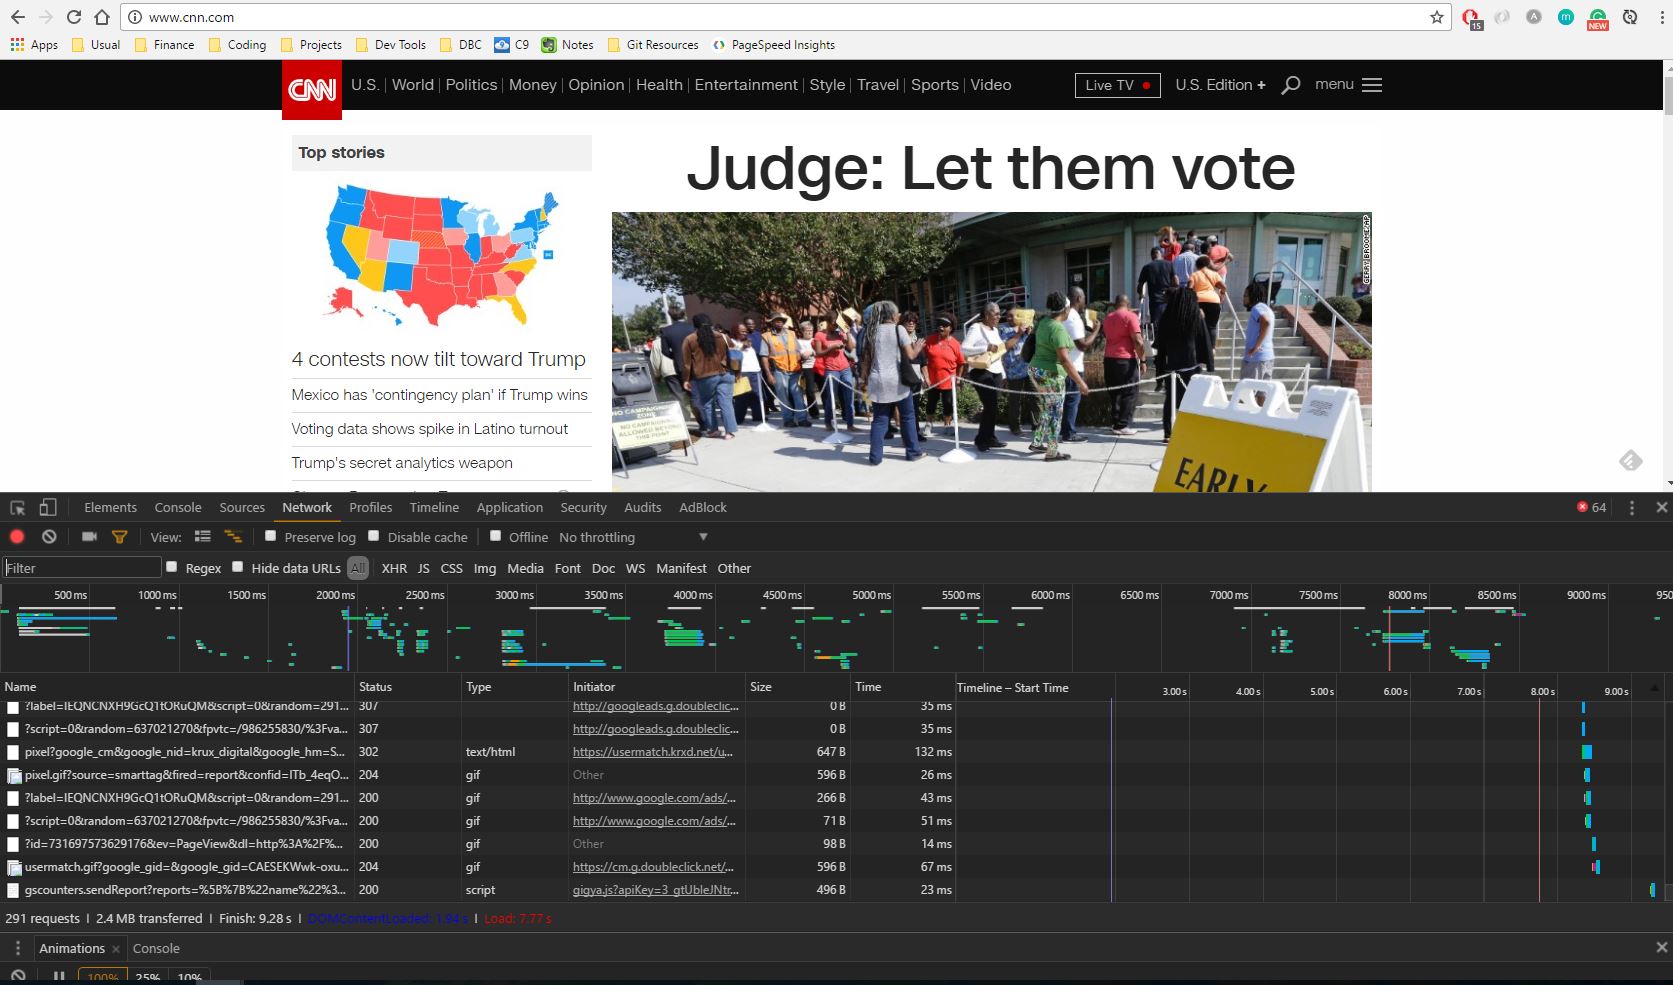 www.cnn.com
15
A
m
NEW
Apps Usual Finance Coding Projects Dev Tools DBC C9 Notes Git Resources PageSpeed Insights
CNN U.S. World Politics Money Opinion Health Entertainment Style Travel Sports Video Live TV U.S. Edition + menu
Top stories
Judge: Let them vote
GERRY BROOME/AP
4 contests now tilt toward Trump
Mexico has 'contingency plan' if Trump wins
Voting data shows spike in Latino turnout
Trump's secret analytics weapon
NO CAMPAIGNING
ZONE
NO CAMPAIGNING
ALLOWED BEYOND
THIS POINT
EARLY
Elements Console Sources Network Profiles Timeline Application Security Audits AdBlock 64
View: Preserve log Disable cache Offline No throttling
Filter Regex Hide data URLs All XHR JS CSS Img Media Font Doc WS Manifest Other
500 ms 1000 ms 1500 ms 2000 ms 2500 ms 3000 ms 3500 ms 4000 ms 4500 ms 5000 ms 5500 ms 6000 ms 6500 ms 7000 ms 7500 ms 8000 ms 8500 ms 9000 ms 950
Name Status Type Initiator Size Time Timeline – Start Time 3.00 s 4.00 s 5.00 s 6.00 s 7.00 s 8.00 s 9.00 s
?label=IEQNCNXH9GcQ1tORuQM&script=0&random=291... 307 http://googleads.g.doubleclic... 0 B 35 ms
?script=0&random=637021270&fpvtc=/986255830/%3Fva... 307 http://googleads.g.doubleclic... 0 B 35 ms
pixel?google_cm&google_nid=krux_digital&google_hm=S... 302 text/html https://usermatch.krxd.net/u... 647 B 132 ms
pixel.gif?source=smarttag&fired=report&confid=ITb_4eqO... 204 gif Other 596 B 26 ms
?label=IEQNCNXH9GcQ1tORuQM&script=0&random=291... 200 gif http://www.google.com/ads/... 266 B 43 ms
?script=0&random=637021270&fpvtc=/986255830/%3Fva... 200 gif http://www.google.com/ads/... 71 B 51 ms
?id=731697573629176&ev=PageView&dl=http%3A%2F%... 200 gif Other 98 B 14 ms
usermatch.gif?google_gid=&google_gid=CAESEKWwk-oxu... 204 gif https://cm.g.doubleclick.net/... 596 B 67 ms
gscounters.sendReport?reports=%5B%7B%22name%22%3... 200 script gigya.js?apiKey=3_gtUbleJNtr... 496 B 23 ms
291 requests | 2.4 MB transferred | Finish: 9.28 s | DOMContentLoaded: 1.94 s | Load: 7.77 s
Animations × Console
100% 25% 10%